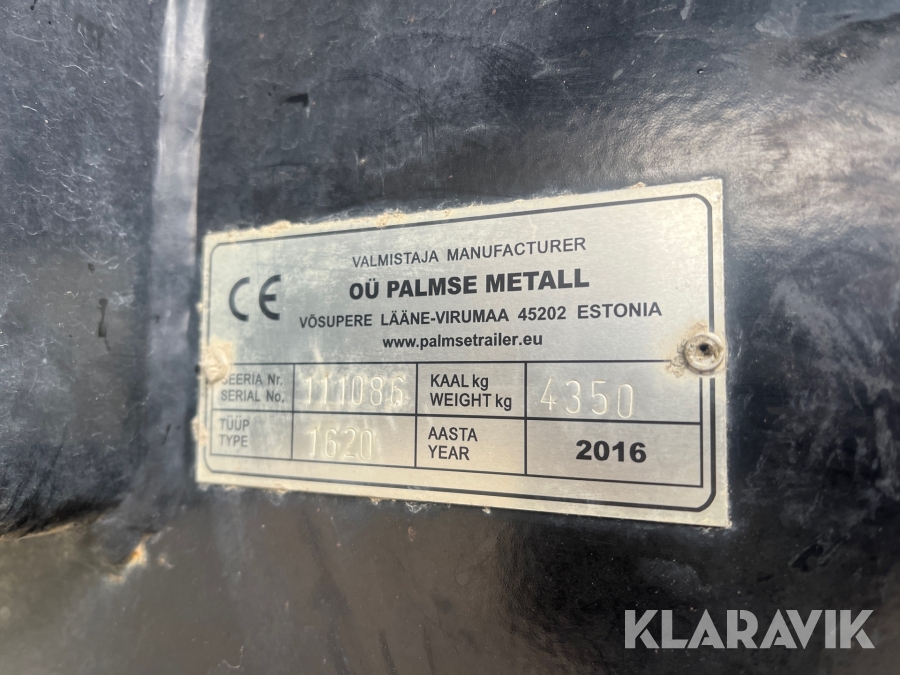 VALMISTAJA MANUFACTURER
CE
OÜ PALMSE METALL
VÕSUPERE LÄÄNE-VIRUMAA 45202 ESTONIA
www.palmsetrailer.eu
SEERIA Nr. 111086 KAAL kg 4350
SERIAL No. WEIGHT kg
TÜÜP 1620 AASTA 2016
TYPE YEAR
KLARAVIK